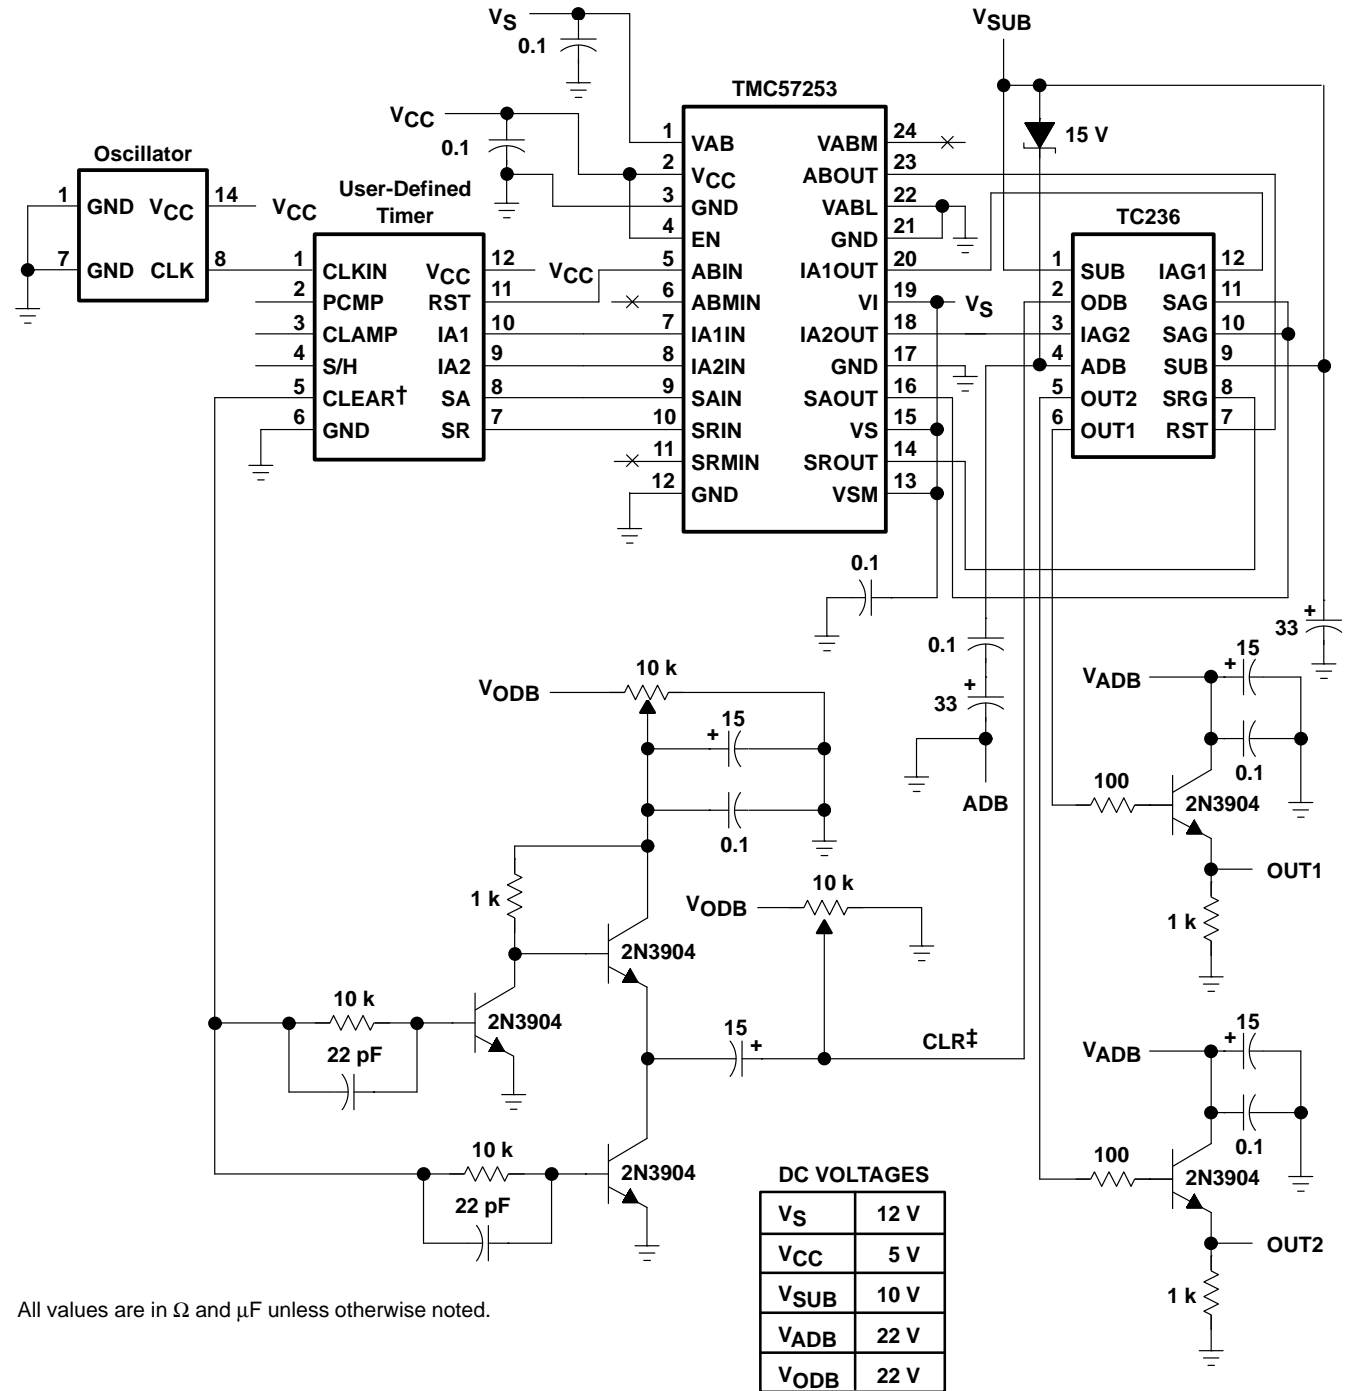 VS
0.1
VSUB
TMC57253
VCC
0.1
15 V
Oscillator
1 GND VCC 14 VCC
7 GND CLK 8
User-Defined
Timer
1 CLKIN VCC 12 VCC
2 PCMP RST 11
3 CLAMP IA1 10
4 S/H IA2 9
5 CLEAR† SA 8
6 GND SR 7
1 VAB VABM 24
2 VCC ABOUT 23
3 GND VABL 22
4 EN GND 21
5 ABIN IA1OUT 20
6 ABMIN VI 19 VS
7 IA1IN IA2OUT 18
8 IA2IN GND 17
9 SAIN SAOUT 16
10 SRIN VS 15
11 SRMIN SROUT 14
12 GND VSM 13
TC236
1 SUB IAG1 12
2 ODB SAG 11
3 IAG2 SAG 10
4 ADB SUB 9
5 OUT2 SRG 8
6 OUT1 RST 7
0.1
0.1
33 +
ADB
33 +
VODB
10 k
+ 15
0.1
1 k
2N3904
VODB
10 k
10 k
22 pF
2N3904
15 +
CLR‡
10 k
22 pF
2N3904
VADB
+ 15
0.1
100
2N3904
OUT1
1 k
VADB
+ 15
0.1
100
2N3904
OUT2
1 k
DC VOLTAGES
VS 12 V
VCC 5 V
VSUB 10 V
VADB 22 V
VODB 22 V
All values are in Ω and μF unless otherwise noted.